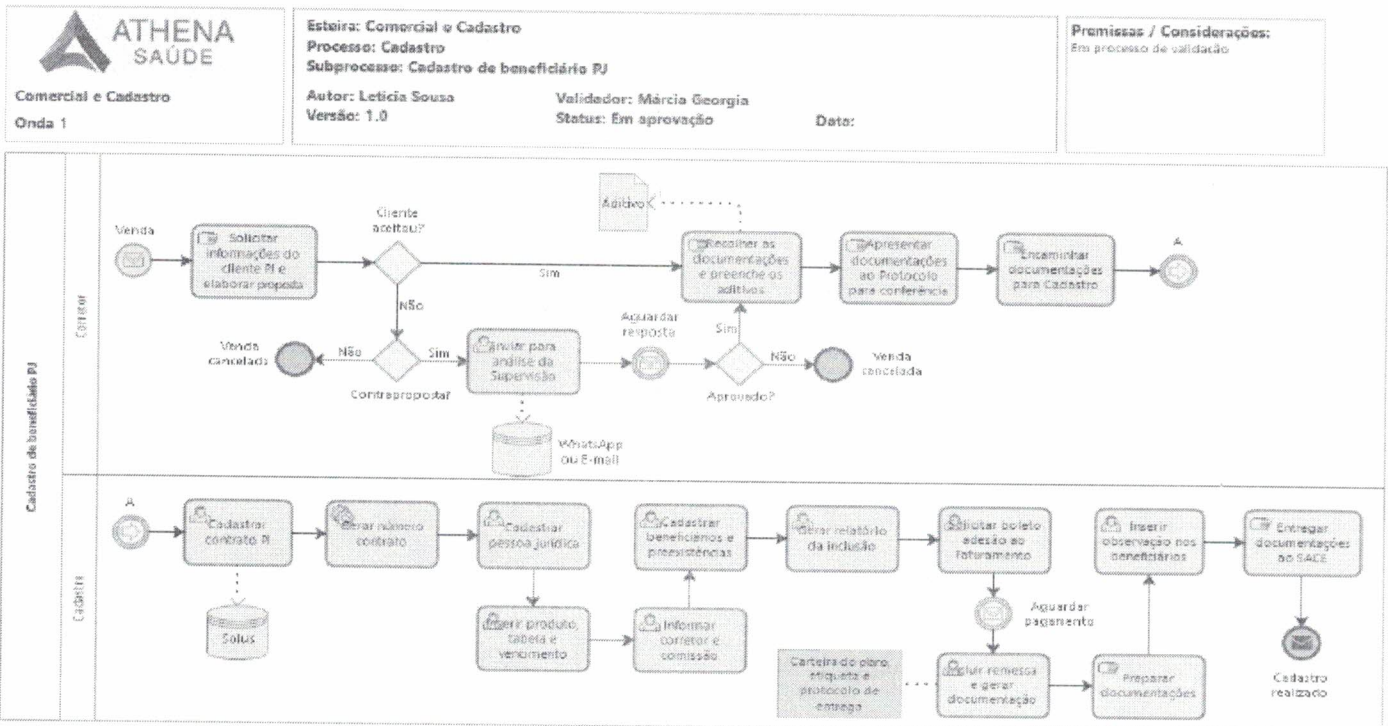 ATHENA
SAÚDE
Comercial e Cadastro
Onda 1
Esteira: Comercial e Cadastro
Processo: Cadastro
Subprocesso: Cadastro de beneficiário PJ
Autor: Leticia Sousa
Validador: Márcia Georgia
Versão: 1.0
Status: Em aprovação
Data:
Premissas / Considerações:
Em processo de validação
Cadastro de beneficiário PJ
Corretor
Venda
Solicitar
informações do
cliente PJ e
elaborar proposta
Cliente
aceitou?
Sim
Não
Contraproposta?
Não
Venda
cancelada
Sim
Enviar para
análise da
Supervisão
WhatsApp
ou E-mail
Aguardar
resposta
Aprovado?
Sim
Não
Venda
cancelada
Aditivo
Recolher as
documentações
e preenche os
aditivos
Apresentar
documentações
ao Protocolo
para conferência
Encaminhar
documentações
para Cadastro
A
Cadastro
A
Cadastrar
contrato PJ
Solus
Gerar número
contrato
Cadastrar
pessoa jurídica
Inserir produto,
tabela e
vencimento
Informar
corretor e
comissão
Cadastrar
beneficiários e
preexistências
Gerar relatório
da inclusão
Solicitar boleto
adesão ao
faturamento
Aguardar
pagamento
Incluir remessa
e gerar
documentação
Carteira do plano,
etiqueta e
protocolo de
entrega
Preparar
documentações
Inserir
observação nos
beneficiários
Entregar
documentações
ao SACE
Cadastro
realizado